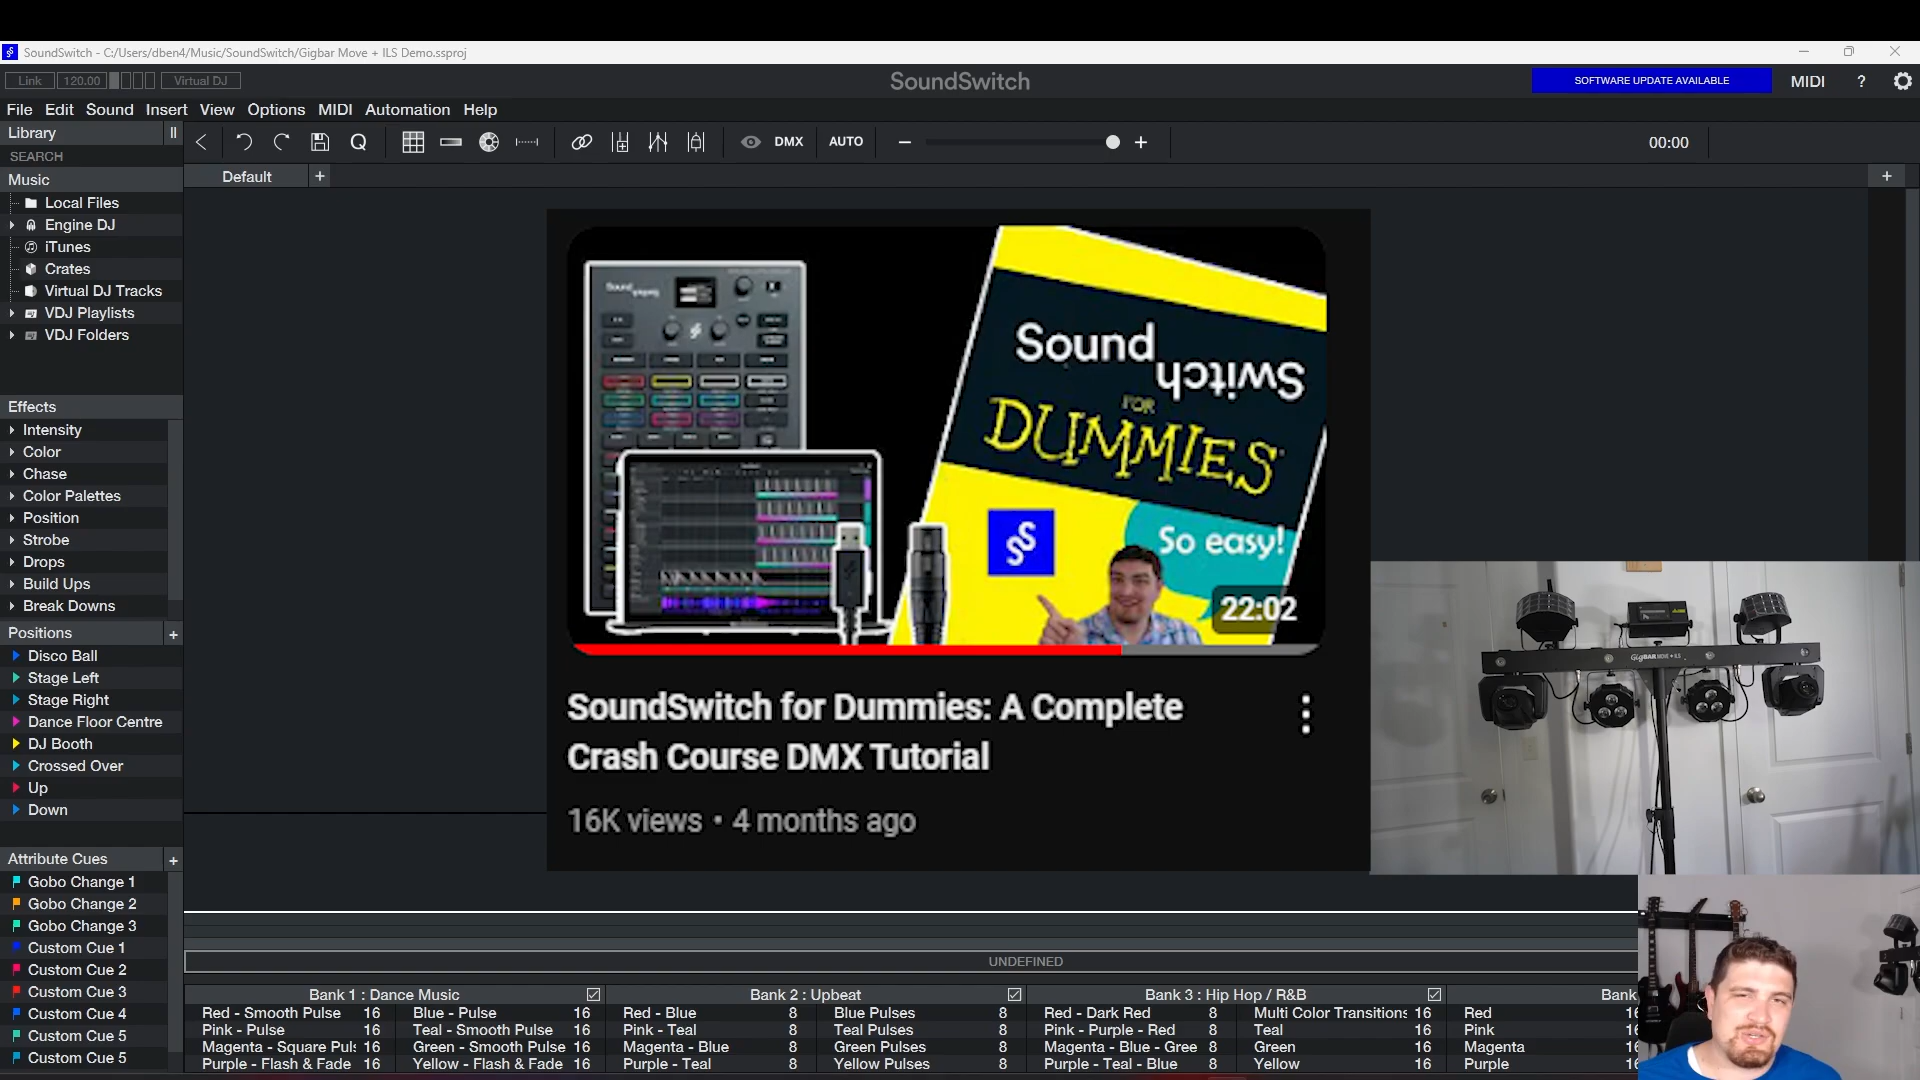 SoundSwitch - C:/Users/dben4/Music/SoundSwitch/Gigbar Move + ILS Demo.ssproj
Link 120.00 Virtual DJ
SoundSwitch
SOFTWARE UPDATE AVAILABLE MIDI ?
File Edit Sound Insert View Options MIDI Automation Help
Library
SEARCH
Music
Local Files
Engine DJ
iTunes
Crates
Virtual DJ Tracks
VDJ Playlists
VDJ Folders
Effects
Intensity
Color
Chase
Color Palettes
Position
Strobe
Drops
Build Ups
Break Downs
Positions +
Disco Ball
Stage Left
Stage Right
Dance Floor Centre
DJ Booth
Crossed Over
Up
Down
Attribute Cues +
Gobo Change 1
Gobo Change 2
Gobo Change 3
Custom Cue 1
Custom Cue 2
Custom Cue 3
Custom Cue 4
Custom Cue 5
Custom Cue 5
Q DMX AUTO 00:00
Default + +
Sound
Switch
FOR
DUMMIES
So easy!
22:02
SoundSwitch for Dummies: A Complete
Crash Course DMX Tutorial
16K views • 4 months ago
GigBAR MOVE + ILS
UNDEFINED
Bank 1 : Dance Music Bank 2 : Upbeat Bank 3 : Hip Hop / R&B Bank
Red - Smooth Pulse 16 Blue - Pulse 16 Red - Blue 8 Blue Pulses 8 Red - Dark Red 8 Multi Color Transitions 16 Red 16
Pink - Pulse 16 Teal - Smooth Pulse 16 Pink - Teal 8 Teal Pulses 8 Pink - Purple - Red 8 Teal 16 Pink 16
Magenta - Square Puls 16 Green - Smooth Pulse 16 Magenta - Blue 8 Green Pulses 8 Magenta - Blue - Gree 8 Green 16 Magenta 16
Purple - Flash & Fade 16 Yellow - Flash & Fade 16 Purple - Teal 8 Yellow Pulses 8 Purple - Teal - Blue 8 Yellow 16 Purple 16